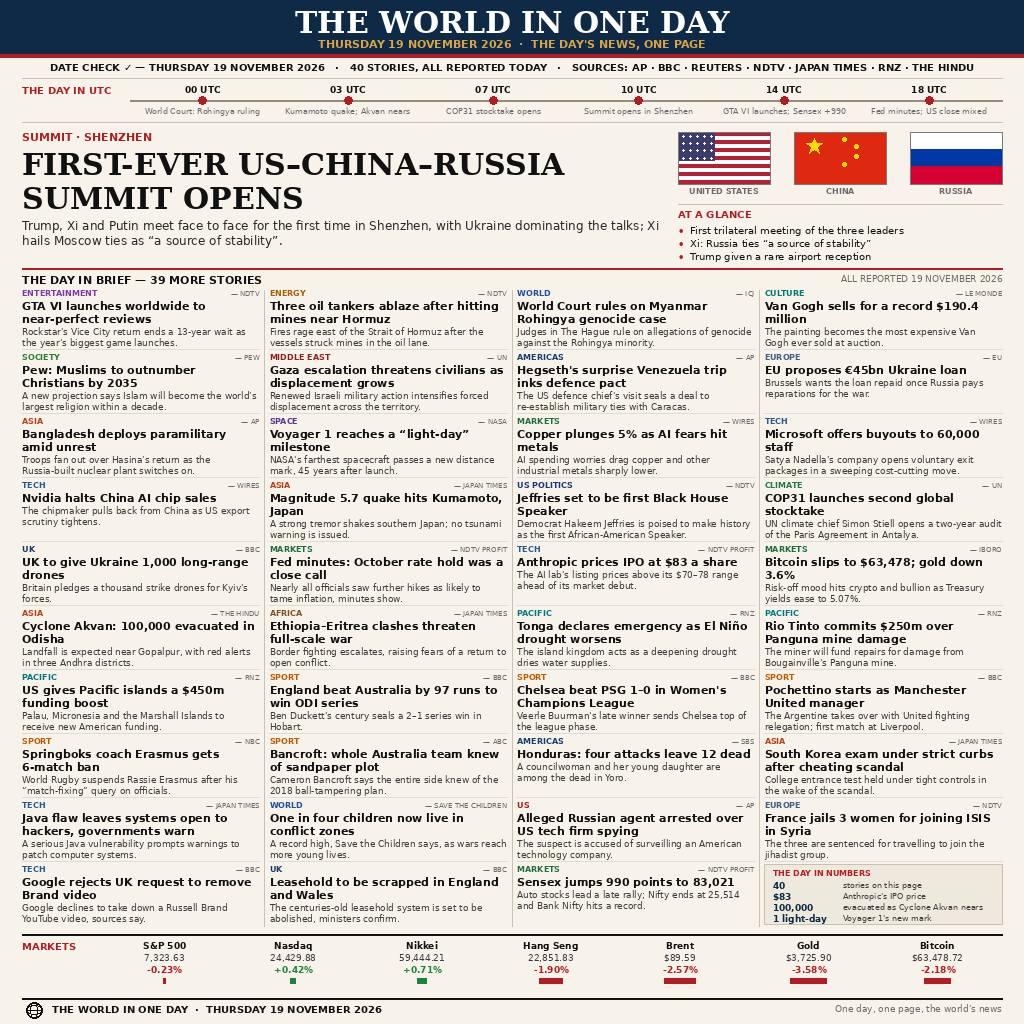 THE WORLD IN ONE DAY
THURSDAY 19 NOVEMBER 2026 · THE DAY'S NEWS, ONE PAGE
DATE CHECK ✓ — THURSDAY 19 NOVEMBER 2026 · 40 STORIES, ALL REPORTED TODAY · SOURCES: AP · BBC · REUTERS · NDTV · JAPAN TIMES · RNZ · THE HINDU
THE DAY IN UTC
00 UTC
03 UTC
07 UTC
10 UTC
14 UTC
18 UTC
World Court: Rohingya ruling
Kumamoto quake; Akvan nears
COP31 stocktake opens
Summit opens in Shenzhen
GTA VI launches; Sensex +990
Fed minutes; US close mixed
SUMMIT · SHENZHEN
FIRST-EVER US–CHINA–RUSSIA
SUMMIT OPENS
Trump, Xi and Putin meet face to face for the first time in Shenzhen, with Ukraine dominating the talks; Xi
hails Moscow ties as “a source of stability”.
UNITED STATES
CHINA
RUSSIA
AT A GLANCE
• First trilateral meeting of the three leaders
• Xi: Russia ties “a source of stability”
• Trump given a rare airport reception
THE DAY IN BRIEF — 39 MORE STORIES
ALL REPORTED 19 NOVEMBER 2026
ENTERTAINMENT — NDTV
GTA VI launches worldwide to
near-perfect reviews
Rockstar's Vice City return ends a 13-year wait as
the year's biggest game launches.
SOCIETY — PEW
Pew: Muslims to outnumber
Christians by 2035
A new projection says Islam will become the world's
largest religion within a decade.
ASIA — AP
Bangladesh deploys paramilitary
amid unrest
Troops fan out over Hasina's return as the
Russia-built nuclear plant switches on.
TECH — WIRES
Nvidia halts China AI chip sales
The chipmaker pulls back from China as US export
scrutiny tightens.
UK — BBC
UK to give Ukraine 1,000 long-range
drones
Britain pledges a thousand strike drones for Kyiv's
forces.
ASIA — THE HINDU
Cyclone Akvan: 100,000 evacuated in
Odisha
Landfall is expected near Gopalpur, with red alerts
in three Andhra districts.
PACIFIC — RNZ
US gives Pacific islands a $450m
funding boost
Palau, Micronesia and the Marshall Islands to
receive new American funding.
SPORT — NBC
Springboks coach Erasmus gets
6-match ban
World Rugby suspends Rassie Erasmus after his
“match-fixing” query on officials.
TECH — JAPAN TIMES
Java flaw leaves systems open to
hackers, governments warn
A serious Java vulnerability prompts warnings to
patch computer systems.
TECH — BBC
Google rejects UK request to remove
Brand video
Google declines to take down a Russell Brand
YouTube video, sources say.
ENERGY — NDTV
Three oil tankers ablaze after hitting
mines near Hormuz
Fires rage east of the Strait of Hormuz after the
vessels struck mines in the oil lane.
MIDDLE EAST — UN
Gaza escalation threatens civilians as
displacement grows
Renewed Israeli military action intensifies forced
displacement across the territory.
SPACE — NASA
Voyager 1 reaches a “light-day”
milestone
NASA's farthest spacecraft passes a new distance
mark, 45 years after launch.
ASIA — JAPAN TIMES
Magnitude 5.7 quake hits Kumamoto,
Japan
A strong tremor shakes southern Japan; no tsunami
warning is issued.
MARKETS — NDTV PROFIT
Fed minutes: October rate hold was a
close call
Nearly all officials saw further hikes as likely to
tame inflation, minutes show.
AFRICA — JAPAN TIMES
Ethiopia–Eritrea clashes threaten
full-scale war
Border fighting escalates, raising fears of a return to
open conflict.
SPORT — BBC
England beat Australia by 97 runs to
win ODI series
Ben Duckett's century seals a 2–1 series win in
Hobart.
SPORT — ABC
Bancroft: whole Australia team knew
of sandpaper plot
Cameron Bancroft says the entire side knew of the
2018 ball-tampering plan.
WORLD — SAVE THE CHILDREN
One in four children now live in
conflict zones
A record high, Save the Children says, as wars reach
more young lives.
UK — BBC
Leasehold to be scrapped in England
and Wales
The centuries-old leasehold system is set to be
abolished, ministers confirm.
WORLD — ICJ
World Court rules on Myanmar
Rohingya genocide case
Judges in The Hague rule on allegations of genocide
against the Rohingya minority.
AMERICAS — AP
Hegseth's surprise Venezuela trip
inks defence pact
The US defence chief's visit seals a deal to
re-establish military ties with Caracas.
MARKETS — WIRES
Copper plunges 5% as AI fears hit
metals
AI spending worries drag copper and other
industrial metals sharply lower.
US POLITICS — NDTV
Jeffries set to be first Black House
Speaker
Democrat Hakeem Jeffries is poised to make history
as the first African-American Speaker.
TECH — NDTV PROFIT
Anthropic prices IPO at $83 a share
The AI lab's listing prices above its $70–78 range
ahead of its market debut.
PACIFIC — RNZ
Tonga declares emergency as El Niño
drought worsens
The island kingdom acts as a deepening drought
dries water supplies.
SPORT — BBC
Chelsea beat PSG 1–0 in Women's
Champions League
Veerle Buurman's late winner sends Chelsea top of
the league phase.
AMERICAS — SBS
Honduras: four attacks leave 12 dead
A councilwoman and her young daughter are
among the dead in Yoro.
US — AP
Alleged Russian agent arrested over
US tech firm spying
The suspect is accused of surveilling an American
technology company.
MARKETS — NDTV PROFIT
Sensex jumps 990 points to 83,021
Auto stocks lead a late rally; Nifty ends at 25,514
and Bank Nifty hits a record.
CULTURE — LE MONDE
Van Gogh sells for a record $190.4
million
The painting becomes the most expensive Van
Gogh ever sold at auction.
EUROPE — EU
EU proposes €45bn Ukraine loan
Brussels wants the loan repaid once Russia pays
reparations for the war.
TECH — WIRES
Microsoft offers buyouts to 60,000
staff
Satya Nadella's company opens voluntary exit
packages in a sweeping cost-cutting move.
CLIMATE — UN
COP31 launches second global
stocktake
UN climate chief Simon Stiell opens a two-year audit
of the Paris Agreement in Antalya.
MARKETS — IBORO
Bitcoin slips to $63,478; gold down
3.6%
Risk-off mood hits crypto and bullion as Treasury
yields ease to 5.07%.
PACIFIC — RNZ
Rio Tinto commits $250m over
Panguna mine damage
The miner will fund repairs for damage from
Bougainville's Panguna mine.
SPORT — BBC
Pochettino starts as Manchester
United manager
The Argentine takes over with United fighting
relegation; first match at Liverpool.
ASIA — JAPAN TIMES
South Korea exam under strict curbs
after cheating scandal
College entrance test held under tight controls in
the wake of the scandal.
EUROPE — NDTV
France jails 3 women for joining ISIS
in Syria
The three are sentenced for travelling to join the
jihadist group.
THE DAY IN NUMBERS
40 stories on this page
$83 Anthropic's IPO price
100,000 evacuated as Cyclone Akvan nears
1 light-day Voyager 1's new mark
MARKETS
S&P 500
7,323.63
-0.23%
Nasdaq
24,429.88
+0.42%
Nikkei
59,444.21
+0.71%
Hang Seng
22,851.83
-1.90%
Brent
$89.59
-2.57%
Gold
$3,725.90
-3.58%
Bitcoin
$63,478.72
-2.18%
THE WORLD IN ONE DAY · THURSDAY 19 NOVEMBER 2026
One day, one page, the world's news